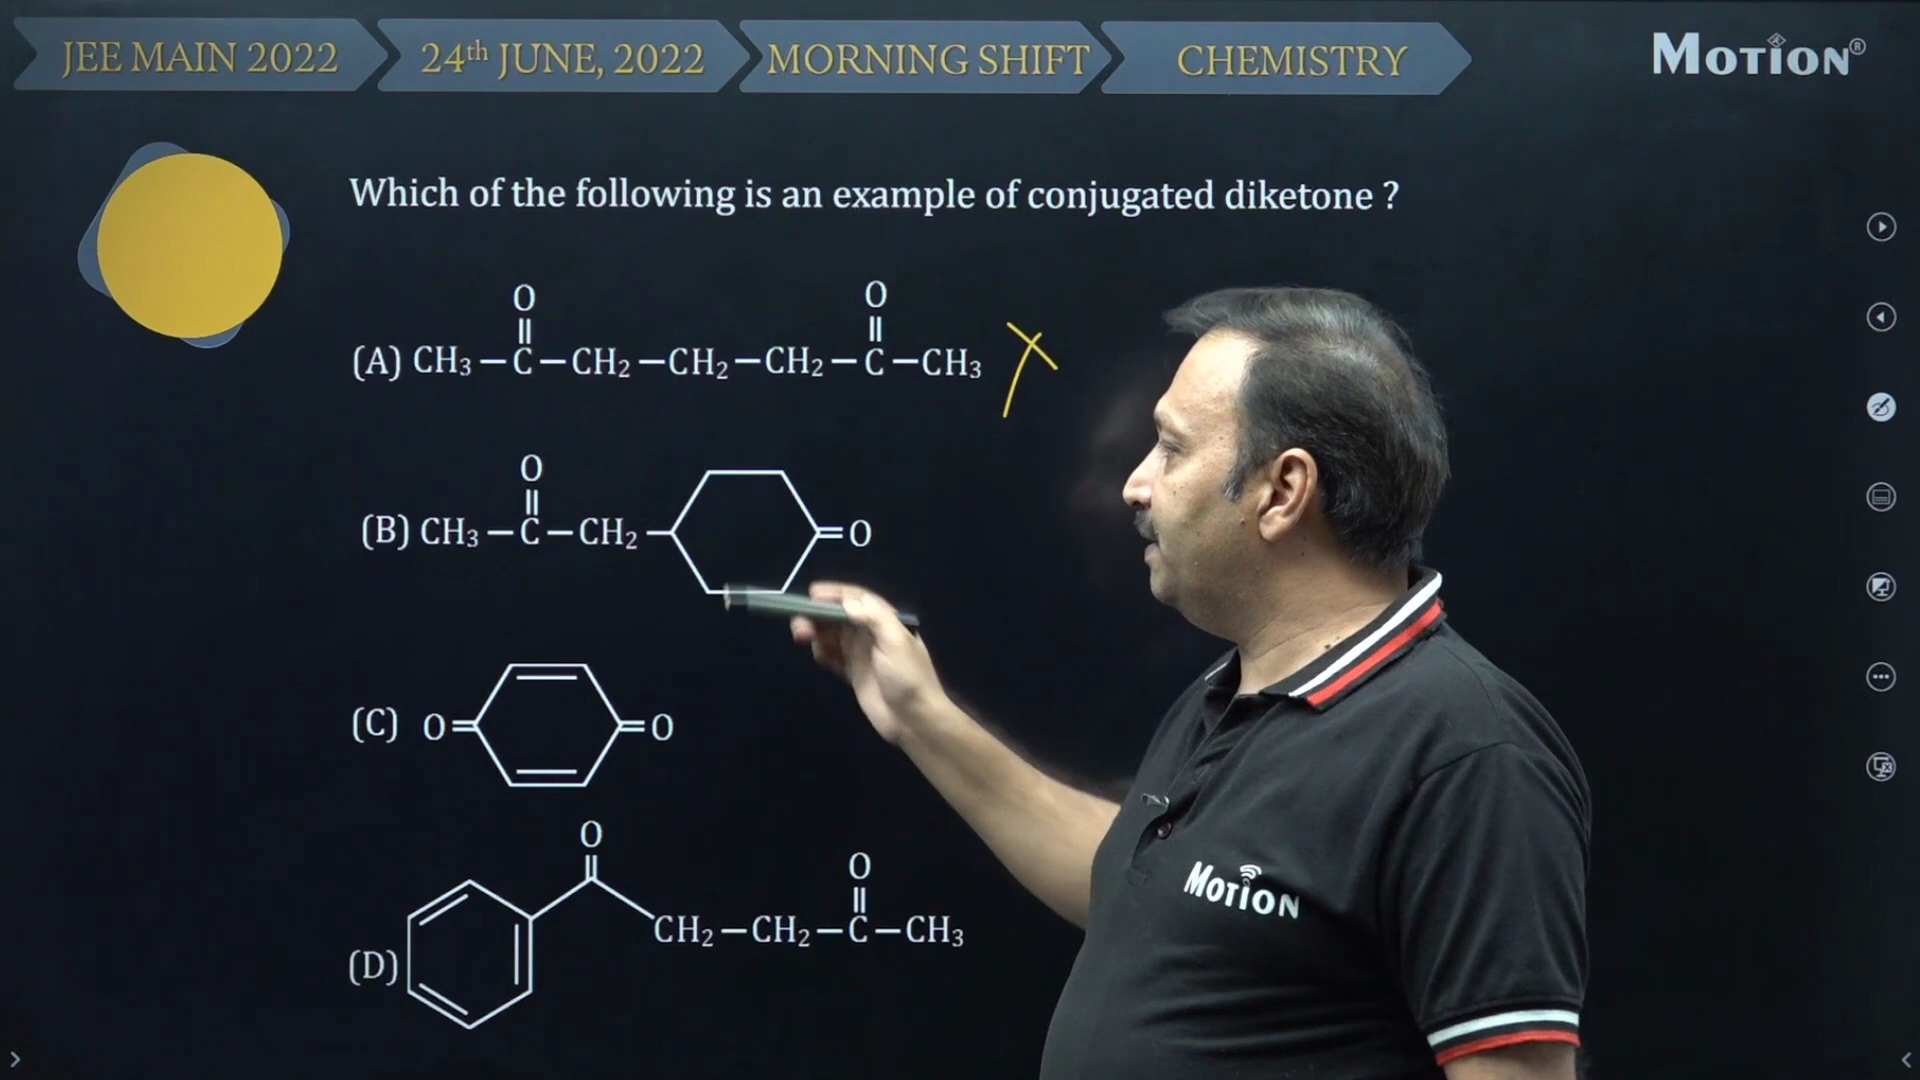 JEE MAIN 2022
24th JUNE, 2022
MORNING SHIFT
CHEMISTRY
MOTiON®
Which of the following is an example of conjugated diketone ?
O O
(A) CH3 – C – CH2 – CH2 – CH2 – C – CH3
O
(B) CH3 – C – CH2 – =O
(C) O= =O
O
O
CH2 – CH2 – C – CH3
(D)
MOTiON